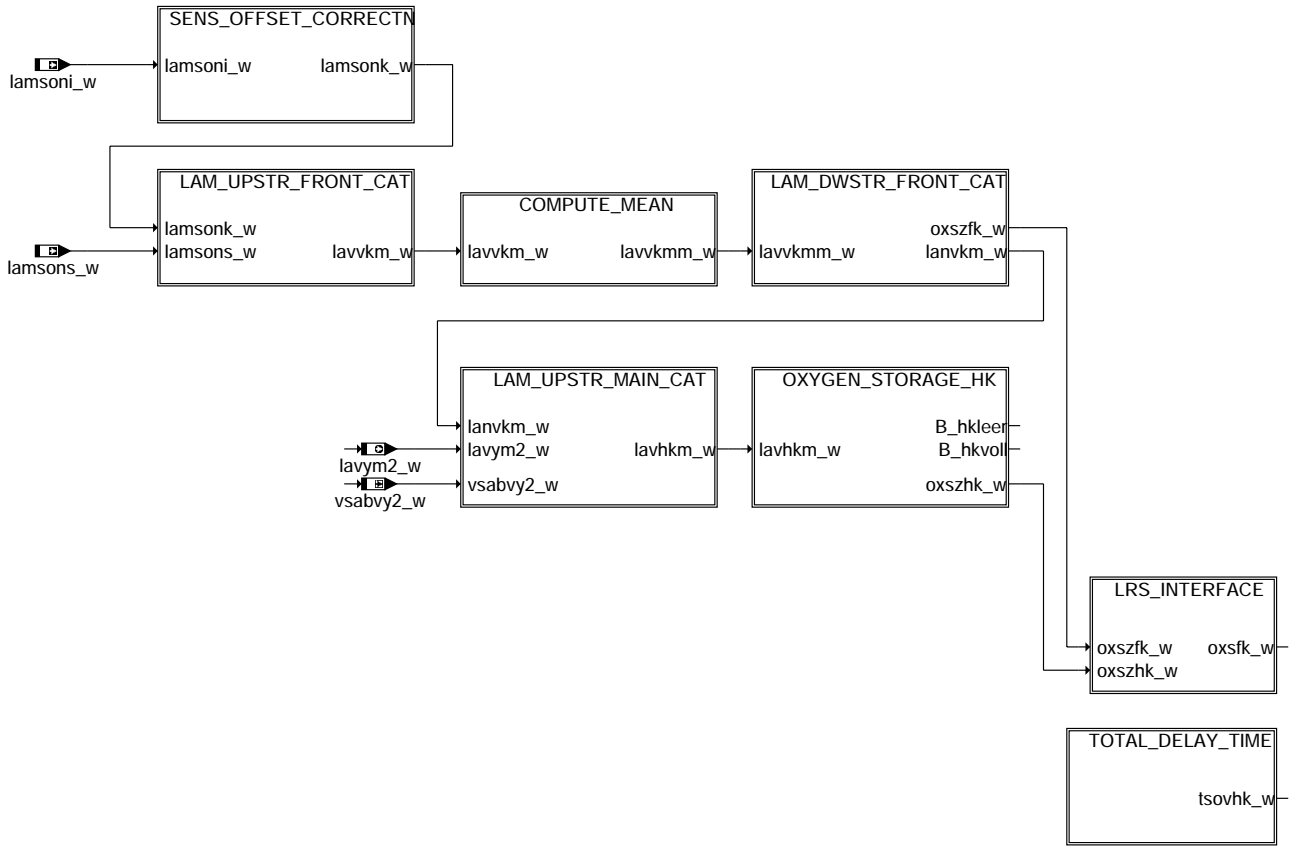 SENS_OFFSET_CORRECTN
lamsoni_w
lamsoni_w lamsonk_w
LAM_UPSTR_FRONT_CAT
lamsonk_w
lamsons_w
lamsons_w lavvkm_w
COMPUTE_MEAN
lavvkm_w lavvkmm_w
LAM_DWSTR_FRONT_CAT
oxszfk_w
lavvkmm_w lanvkm_w
LAM_UPSTR_MAIN_CAT
lanvkm_w
lavym2_w
lavym2_w lavhkm_w
vsabvy2_w
vsabvy2_w
OXYGEN_STORAGE_HK
B_hkleer
B_hkvoll
lavhkm_w
oxszhk_w
LRS_INTERFACE
oxszfk_w oxsfk_w
oxszhk_w
TOTAL_DELAY_TIME
tsovhk_w